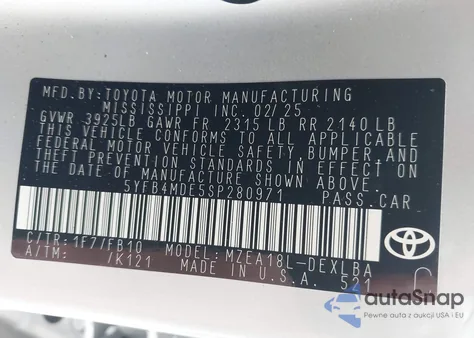 MFD. BY: TOYOTA MOTOR MANUFACTURING
MISSISSIPPI INC. 02/25
GVWR 3925LB GAWR FR 2315 LB RR 2140 LB
THIS VEHICLE CONFORMS TO ALL APPLICABLE
FEDERAL MOTOR VEHICLE SAFETY, BUMPER, AND
THEFT PREVENTION STANDARDS IN EFFECT ON
THE DATE OF MANUFACTURE SHOWN ABOVE.
5YFB4MDE5SP280971 PASS.CAR
C/TR: 1F7/FB10 MODEL: MZEA18L-DEXLBA
A/TM: /K121 MADE IN U.S.A. 521
G
TOYOTA
autoSnap
Pewne auta z aukcji USA i EU